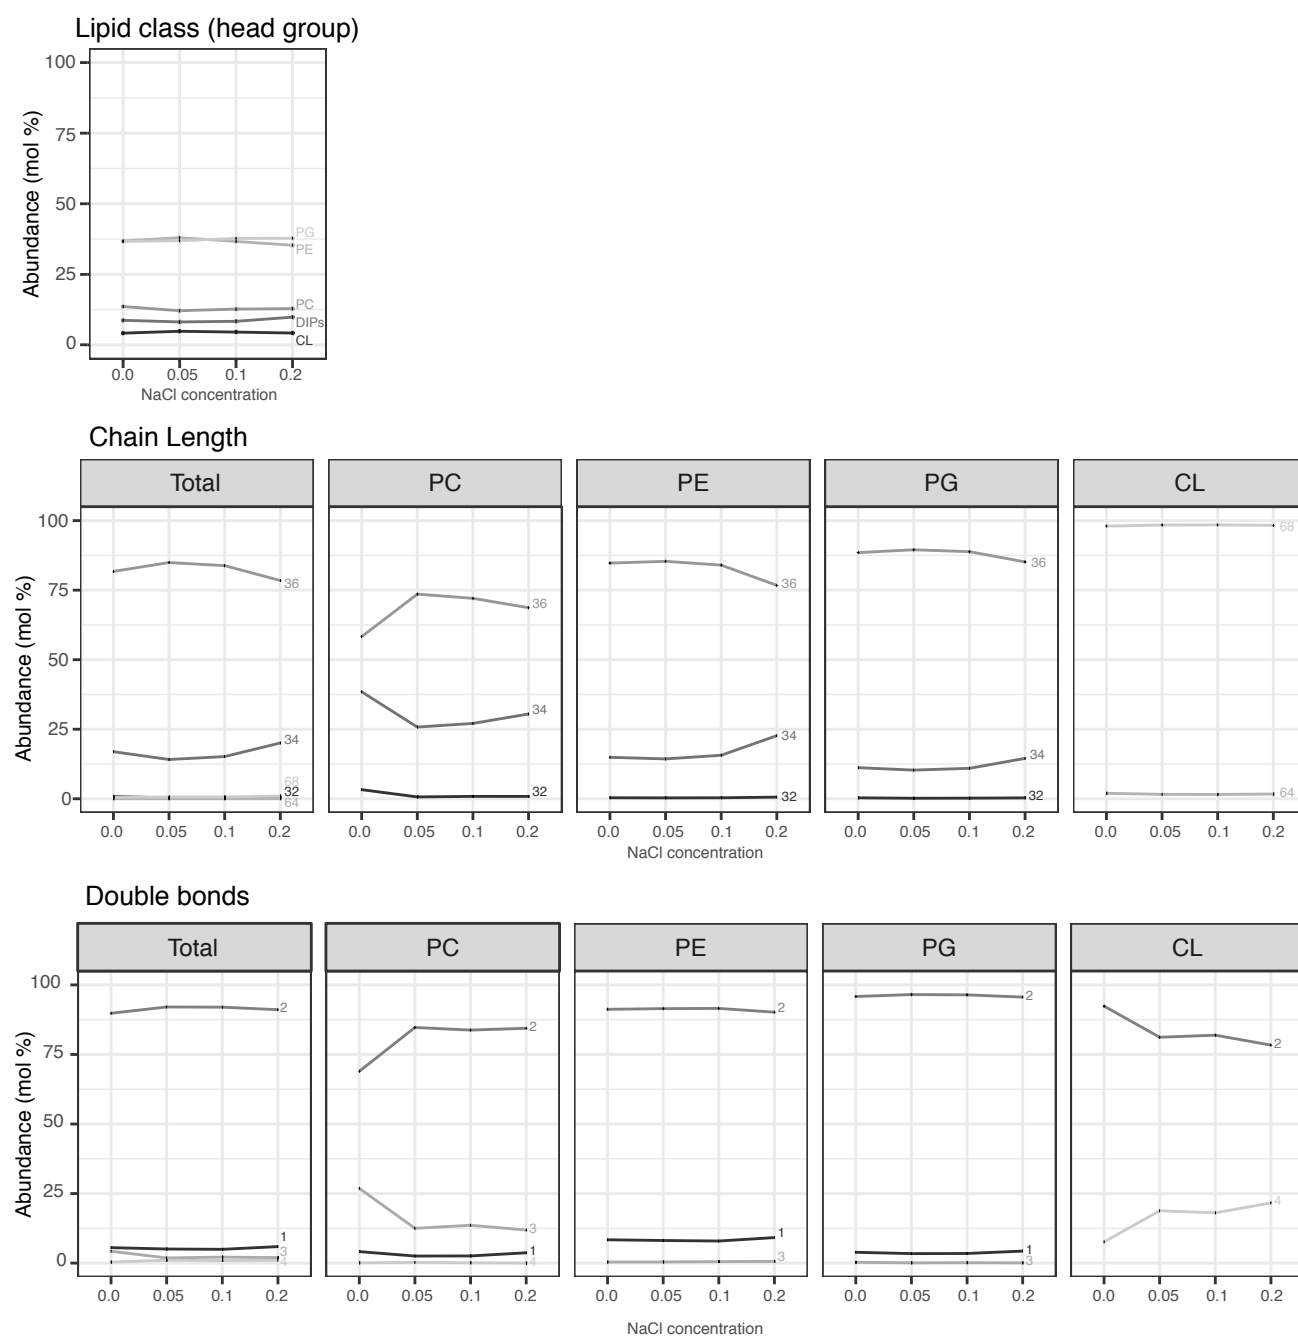 Lipid class (head group)
Abundance (mol %)
100
75
50
25
0
PG
PE
PC
DIPs
CL
0.0 0.05 0.1 0.2
NaCl concentration
Chain Length
Total PC PE PG CL
Abundance (mol %)
100
75
50
25
0
36
34
68
32
64
36
34
32
36
34
32
36
34
32
68
64
0.0 0.05 0.1 0.2 0.0 0.05 0.1 0.2 0.0 0.05 0.1 0.2 0.0 0.05 0.1 0.2 0.0 0.05 0.1 0.2
NaCl concentration
Double bonds
Total PC PE PG CL
Abundance (mol %)
100
75
50
25
0
2
1
3
4
2
3
1
4
2
1
3
2
1
3
2
4
0.0 0.05 0.1 0.2 0.0 0.05 0.1 0.2 0.0 0.05 0.1 0.2 0.0 0.05 0.1 0.2 0.0 0.05 0.1 0.2
NaCl concentration